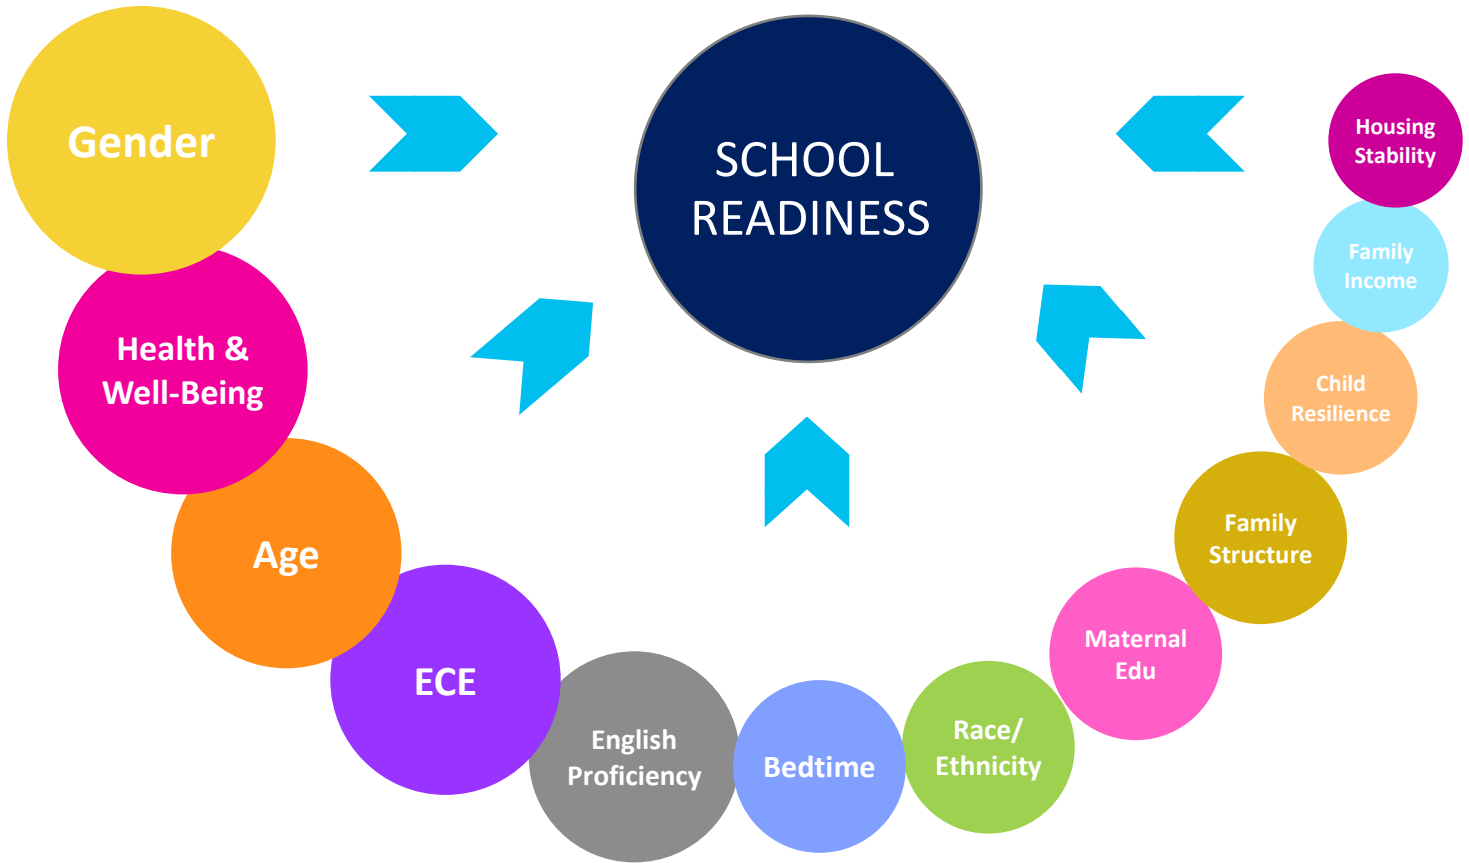 SCHOOL
READINESS
Gender
Health &
Well-Being
Age
ECE
English
Proficiency
Bedtime
Race/
Ethnicity
Maternal
Edu
Family
Structure
Child
Resilience
Family
Income
Housing
Stability